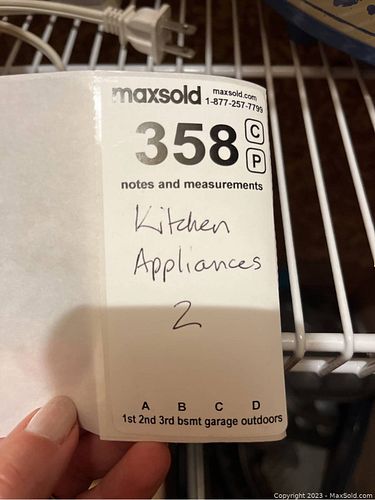 maxsold maxsold.com
1-877-257-7799
358 C
P
notes and measurements
Kitchen
Appliances
2
A B C D
1st 2nd 3rd bsmt garage outdoors
Copyright 2023 - MaxSold.com